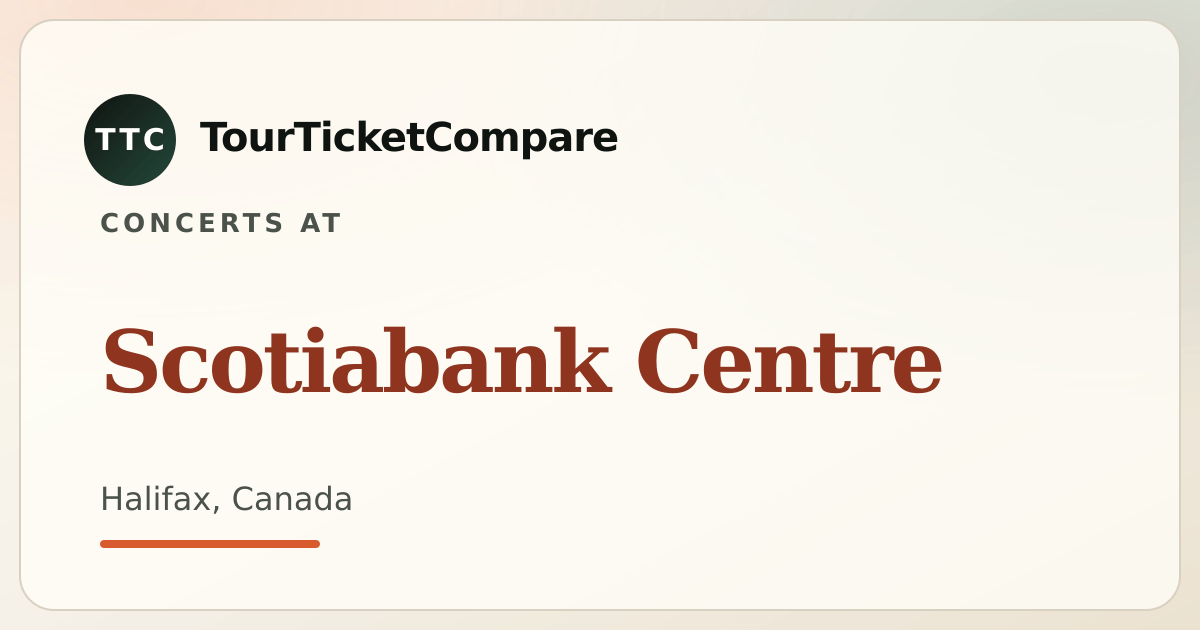 TTC TourTicketCompare
CONCERTS AT
Scotiabank Centre
Halifax, Canada